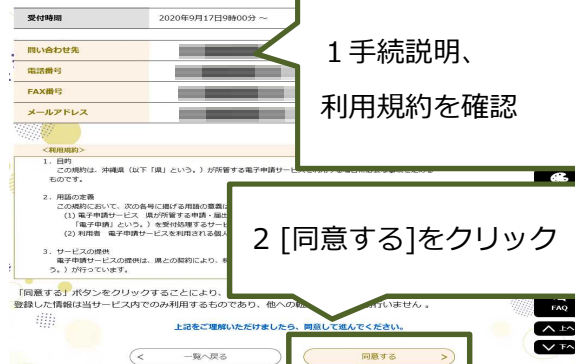 受付時期 2020年9月17日9時00分 ～
問い合わせ先
電話番号
FAX番号
メールアドレス
1手続説明、
利用規約を確認
<利用規約>
1．目的
この規約は、沖縄県（以下「県」という。）が所管する電子申請サー
ものです。
2．用語の定義
この規約において、次の各号に掲げる用語の意義は
(1) 電子申請サービス 県が所管する申請・届出
「電子申請」という。）を受付処理するサービ
(2) 利用者 電子申請サービスを利用される個人
3．サービスの提供
電子申請サービスの提供は、県との契約により、
う。）が行っています。
2 [同意する]をクリック
「同意する」ボタンをクリックすることにより、
登録した情報は当サービス内でのみ利用するものであり、他への
いません。
上記をご理解いただけましたら、同意して進んでください。
< 一覧へ戻る
同意する >
FAQ
上へ
下へ